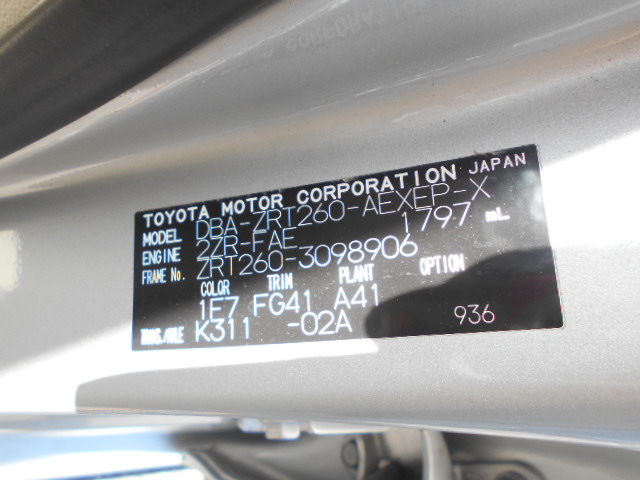 TOYOTA MOTOR CORPORATION JAPAN
MODEL DBA-ZRT260-AEXEP-X
ENGINE 2ZR-FAE 1797 mL
FRAME No. ZRT260-3098906
COLOR TRIM PLANT OPTION
1E7 FG41 A41
TRNS./AXLE K311 -02A 936